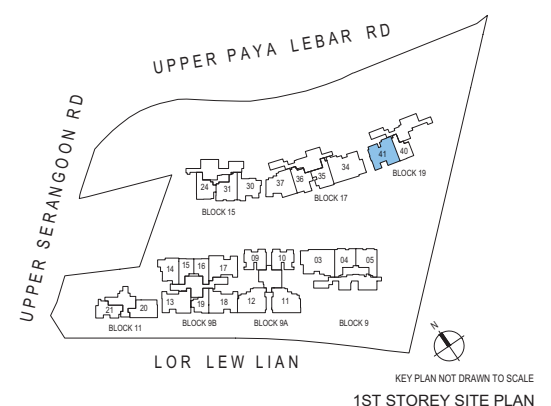 UPPER PAYA LEBAR RD
UPPER SERANGOON RD
41
40
BLOCK 19
24
31
30
BLOCK 15
37
36
35
34
BLOCK 17
14
15
16
17
13
19
18
BLOCK 9B
09
10
12
11
BLOCK 9A
03
04
05
BLOCK 9
21
20
BLOCK 11
LOR LEW LIAN
N
KEY PLAN NOT DRAWN TO SCALE
1ST STOREY SITE PLAN